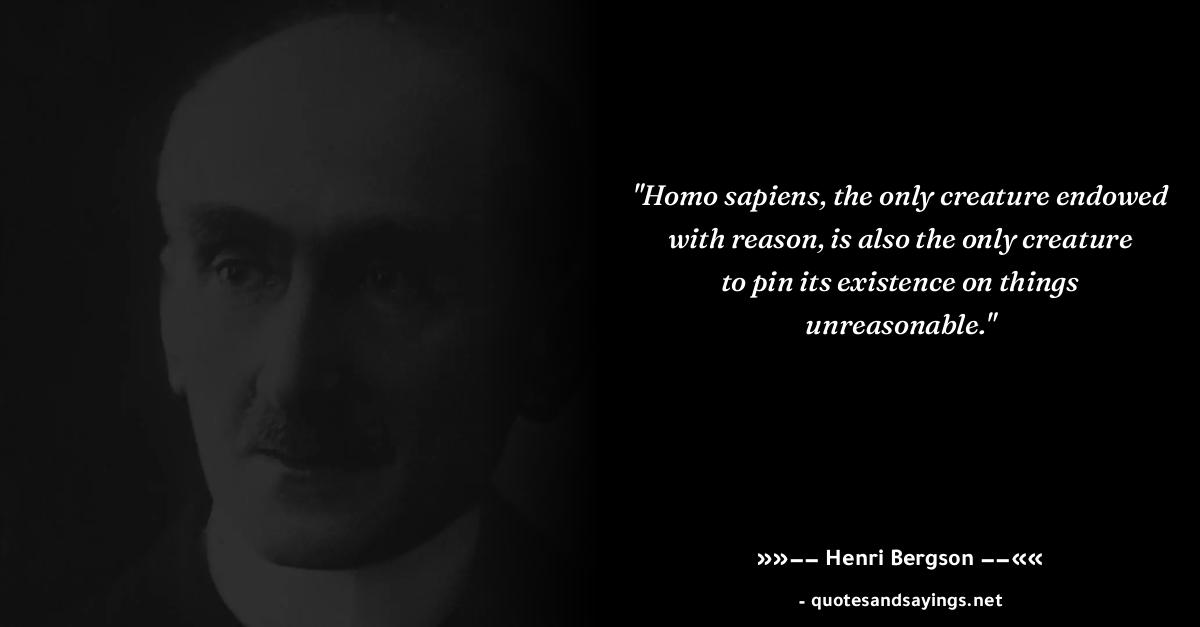 "Homo sapiens, the only creature endowed
with reason, is also the only creature
to pin its existence on things
unreasonable."
»»−− Henri Bergson −−««
- quotesandsayings.net